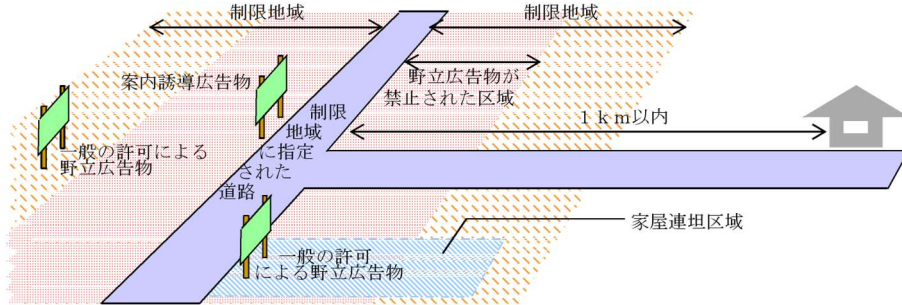 制限地域
制限地域
案内誘導広告物
野立広告物が
禁止された区域
制限
地域
に指定
された
道路
1km以内
一般の許可による
野立広告物
家屋連坦区域
一般の許可
による野立広告物